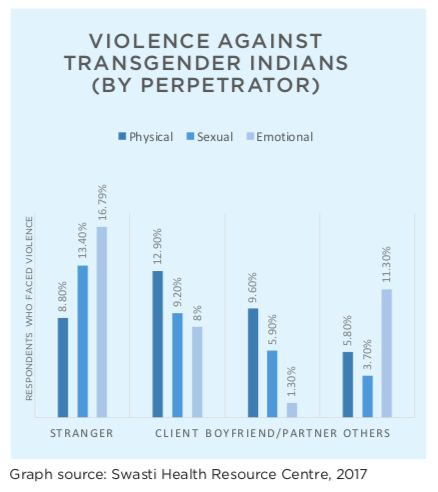 VIOLENCE AGAINST
TRANSGENDER INDIANS
(BY PERPETRATOR)
Physical Sexual Emotional
RESPONDENTS WHO FACED VIOLENCE
8.80%
13.40%
16.79%
12.90%
9.20%
8%
9.60%
5.90%
1.30%
5.80%
3.70%
11.30%
STRANGER CLIENT BOYFRIEND/PARTNER OTHERS
Graph source: Swasti Health Resource Centre, 2017